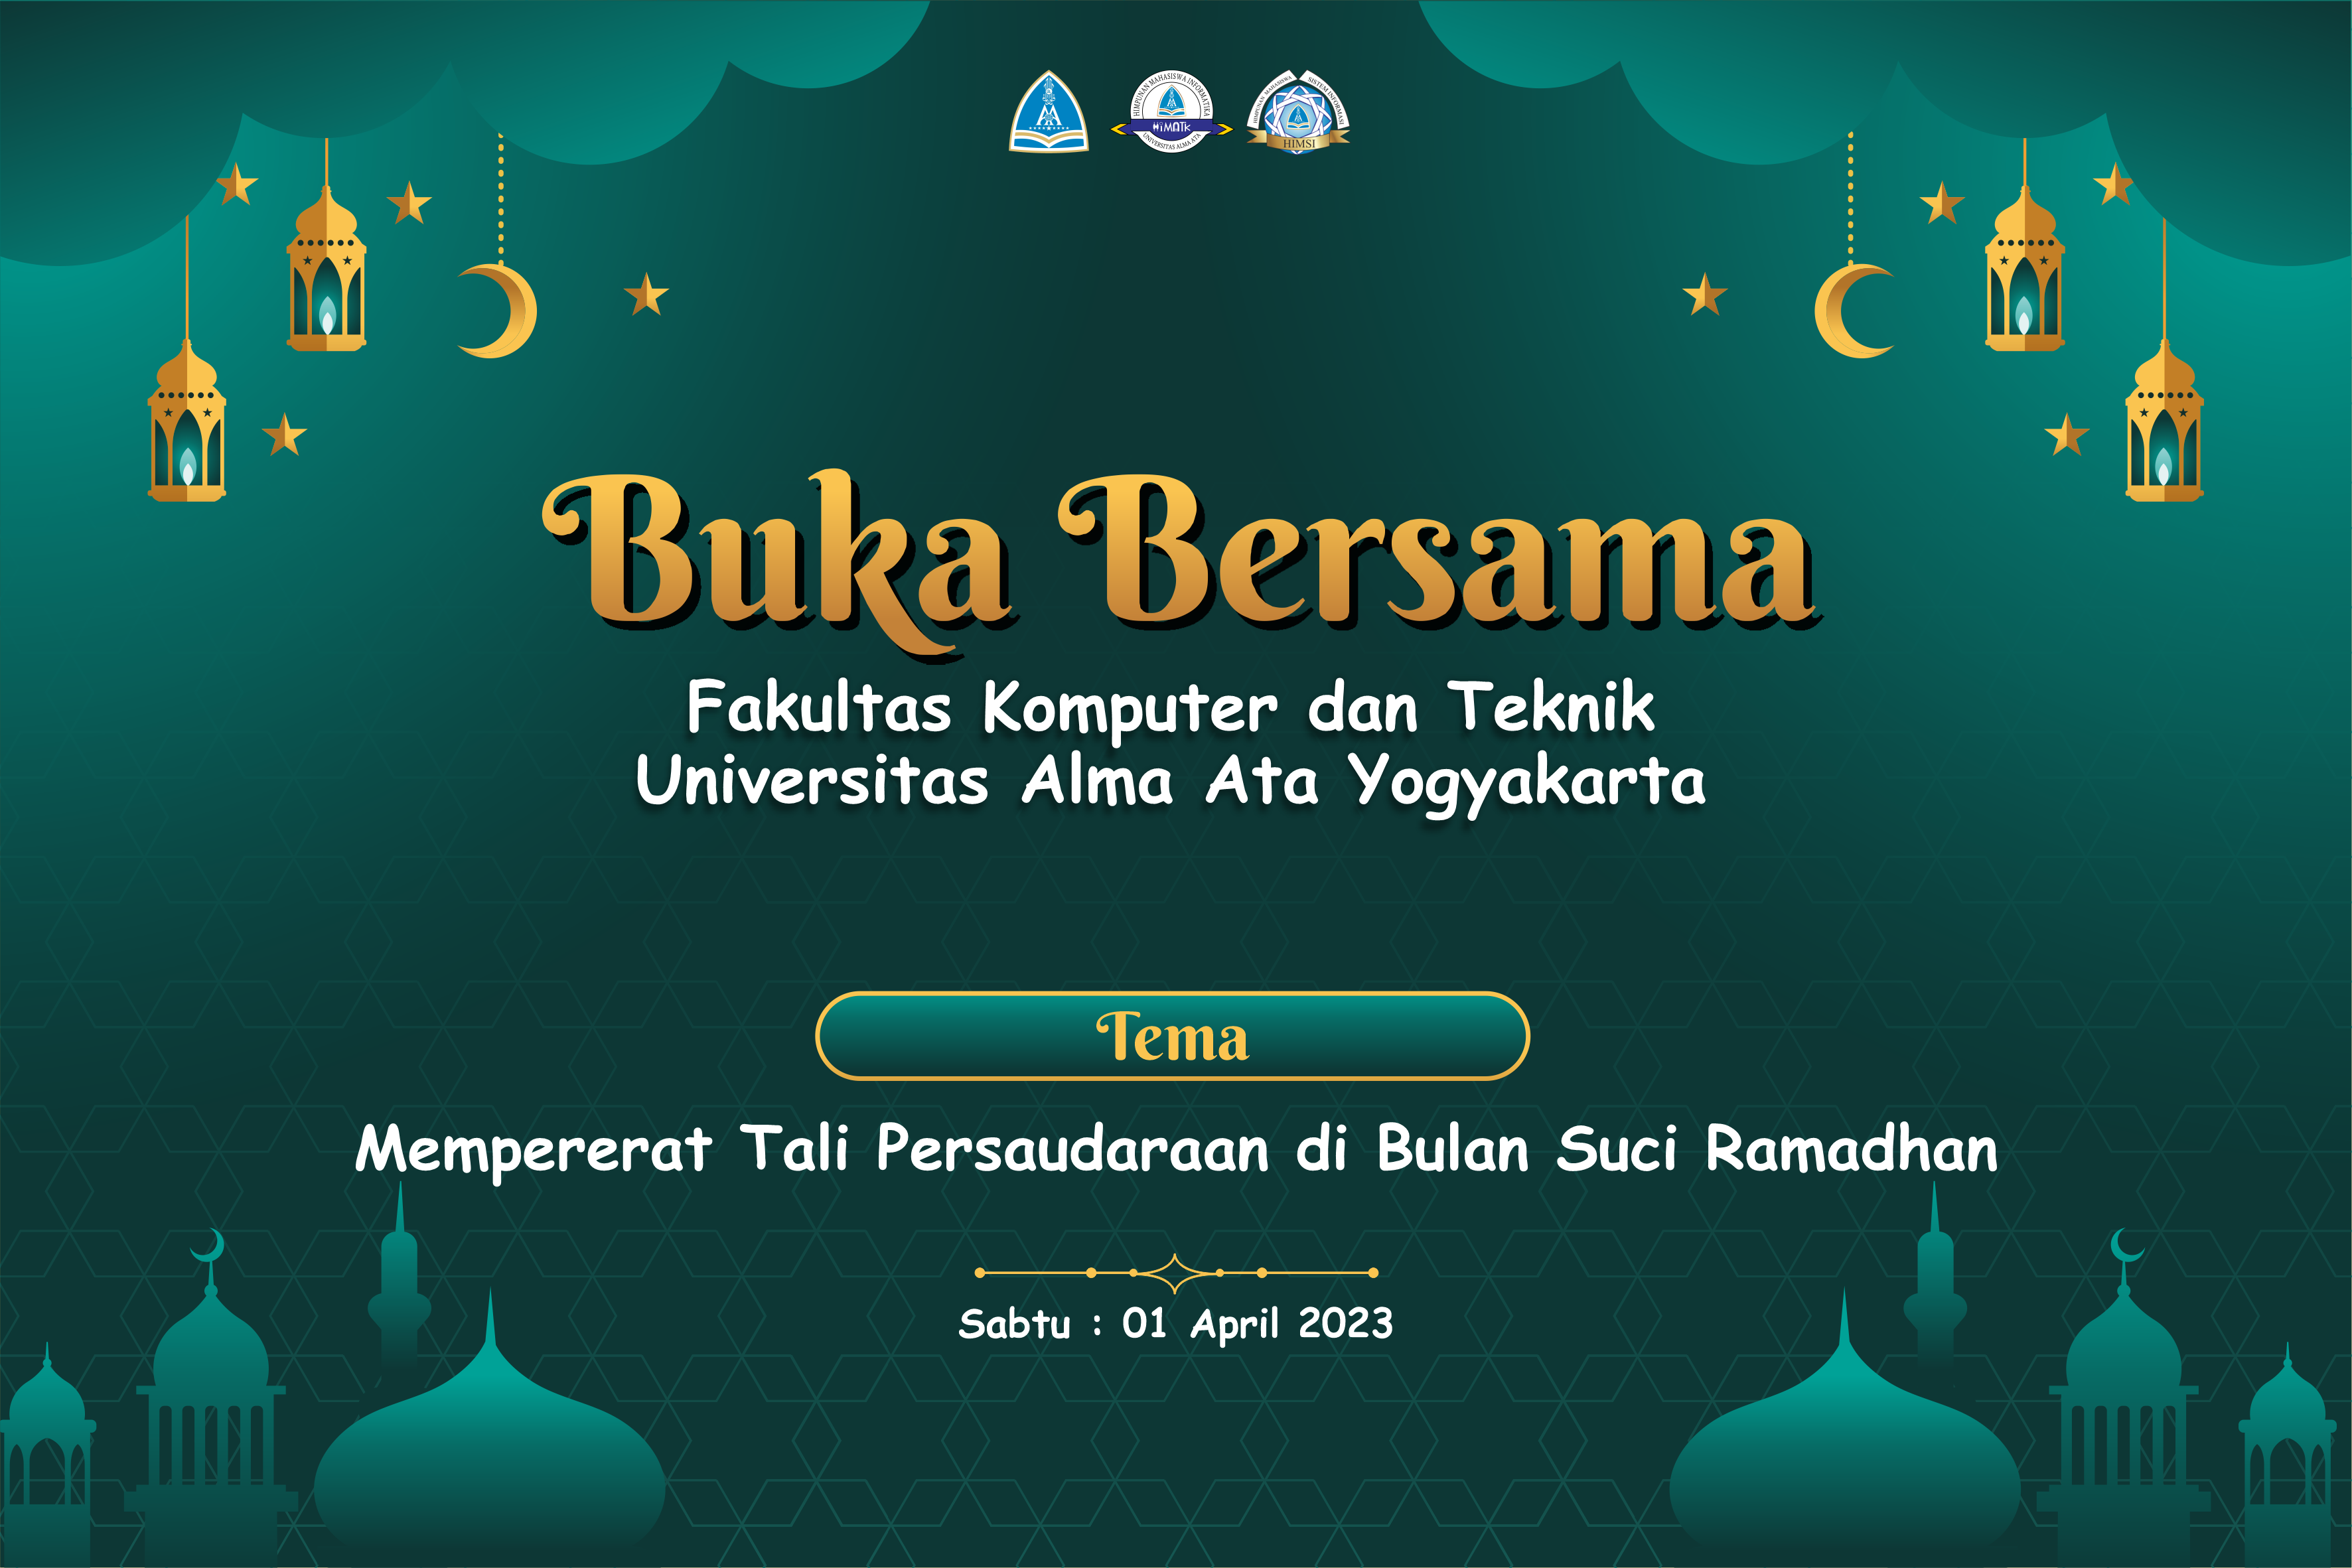 HIMPUNAN MAHASISWA INFORMATIKA
HIMATIK
UNIVERSITAS ALMA ATA
HIMPUNAN MAHASISWA SISTEM INFORMASI
HIMSI
Buka Bersama
Fakultas Komputer dan Teknik
Universitas Alma Ata Yogyakarta
Tema
Mempererat Tali Persaudaraan di Bulan Suci Ramadhan
Sabtu : 01 April 2023